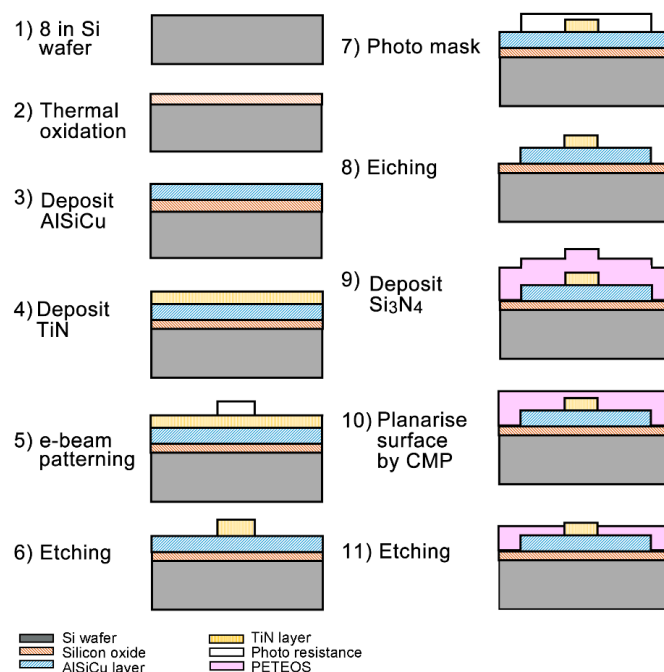 1) 8 in Si
wafer
2) Thermal
oxidation
3) Deposit
AlSiCu
4) Deposit
TiN
5) e-beam
patterning
6) Etching
7) Photo mask
8) Eiching
9) Deposit
Si3N4
10) Planarise
surface
by CMP
11) Etching
Si wafer
Silicon oxide
AlSiCu layer
TiN layer
Photo resistance
PETEOS